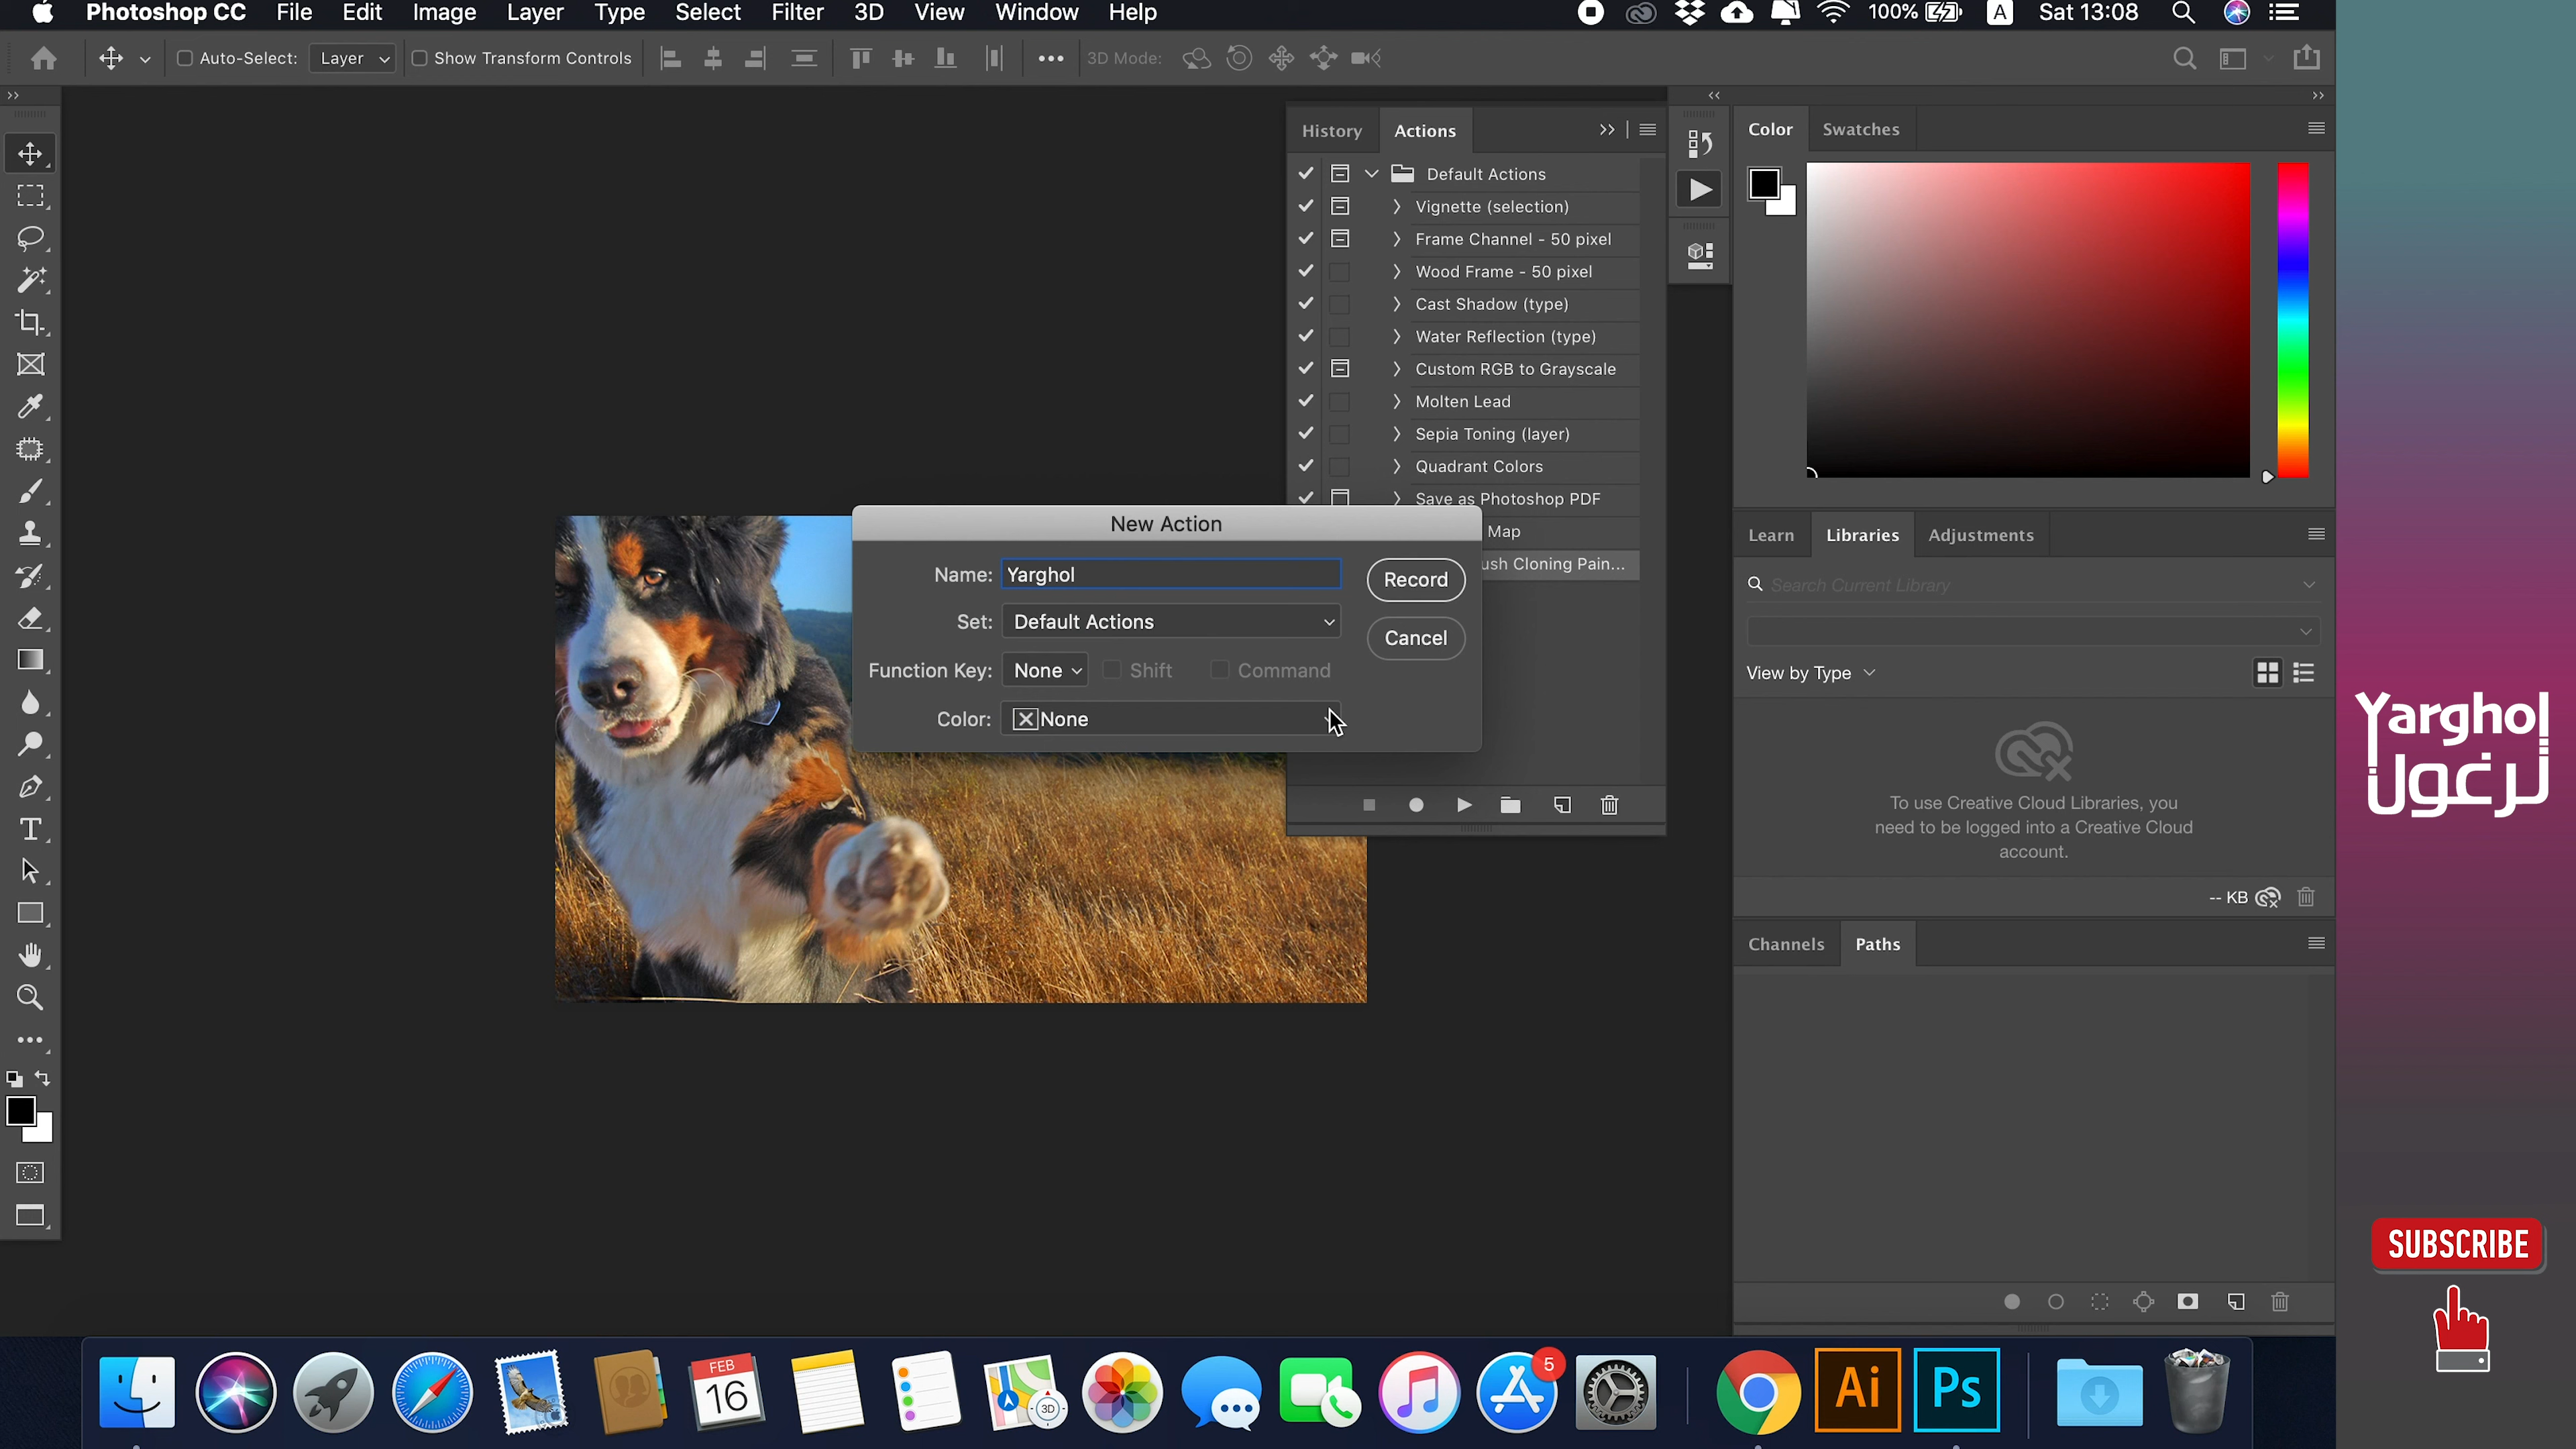 Photoshop CC File Edit Image Layer Type Select Filter 3D View Window Help 100% A Sat 13:08
Auto-Select: Layer Show Transform Controls 3D Mode:
History Actions
Default Actions
Vignette (selection)
Frame Channel - 50 pixel
Wood Frame - 50 pixel
Cast Shadow (type)
Water Reflection (type)
Custom RGB to Grayscale
Molten Lead
Sepia Toning (layer)
Quadrant Colors
Save as Photoshop PDF
Map
ush Cloning Pain...
New Action
Name: Yarghol
Record
Set: Default Actions
Cancel
Function Key: None Shift Command
Color: None
Color Swatches
Learn Libraries Adjustments
Search Current Library
View by Type
To use Creative Cloud Libraries, you
need to be logged into a Creative Cloud
account.
-- KB
Channels Paths
Yarghol
يرغول
SUBSCRIBE
FEB
16
3D
5
Ai
Ps